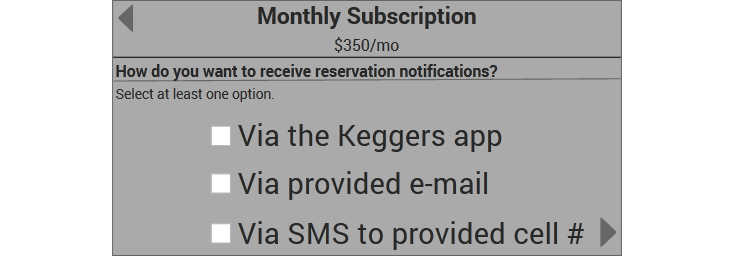 Monthly Subscription
$350/mo
How do you want to receive reservation notifications?
Select at least one option.
Via the Keggers app
Via provided e-mail
Via SMS to provided cell #